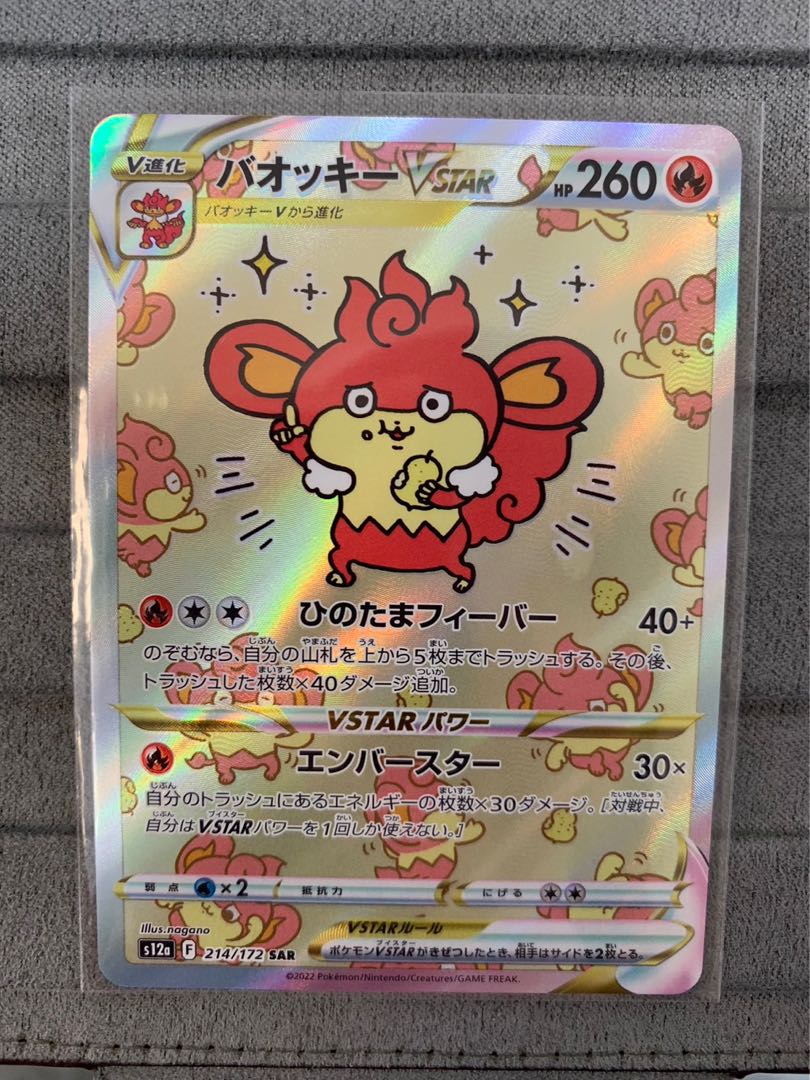 V進化
バオッキー VSTAR
HP 260
バオッキーVから進化
ひのたまフィーバー 40+
のぞむなら、自分の山札を上から5枚までトラッシュする。その後、
トラッシュした枚数×40ダメージ追加。
VSTARパワー
エンバースター 30×
自分のトラッシュにあるエネルギーの枚数×30ダメージ。[対戦中、
自分はVSTARパワーを1回しか使えない。]
弱点 ×2 抵抗力 にげる
Illus.nagano
VSTARルール
s12a F 214/172 SAR
ポケモンVSTARがきぜつしたとき、相手はサイドを2枚とる。
©2022 Pokémon/Nintendo/Creatures/GAME FREAK.